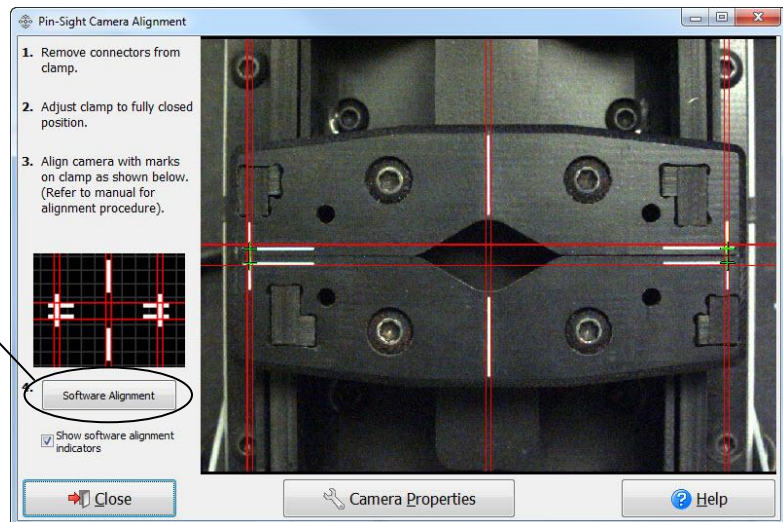 Pin-Sight Camera Alignment
1. Remove connectors from
clamp.
2. Adjust clamp to fully closed
position.
3. Align camera with marks
on clamp as shown below.
(Refer to manual for
alignment procedure).
4. Software Alignment
Show software alignment
indicators
Close
Camera Properties
Help